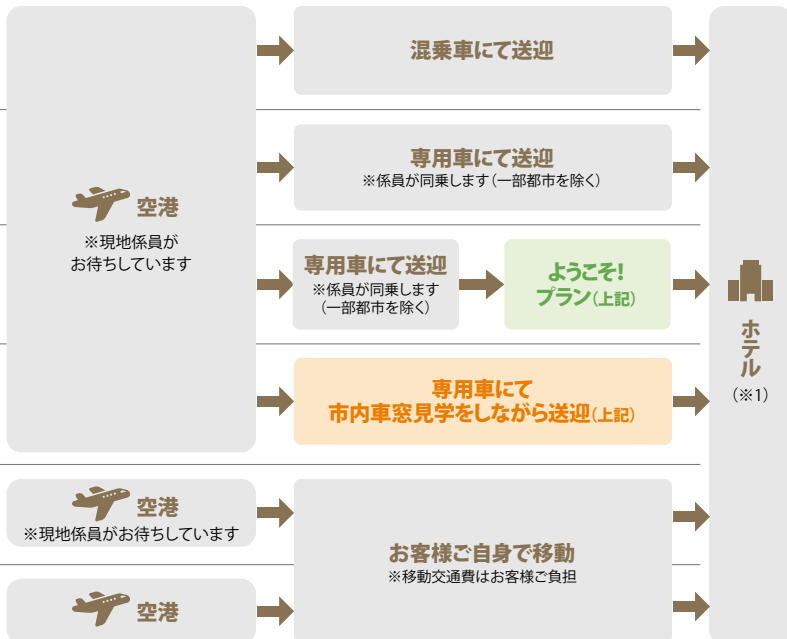 空港
※現地係員が
お待ちしています
混乗車にて送迎
専用車にて送迎
※係員が同乗します（一部都市を除く）
専用車にて送迎
※係員が同乗します
（一部都市を除く）
ようこそ！
プラン（上記）
専用車にて
市内車窓見学をしながら送迎（上記）
空港
※現地係員がお待ちしています
空港
お客様ご自身で移動
※移動交通費はお客様ご負担
ホテル
（※1）